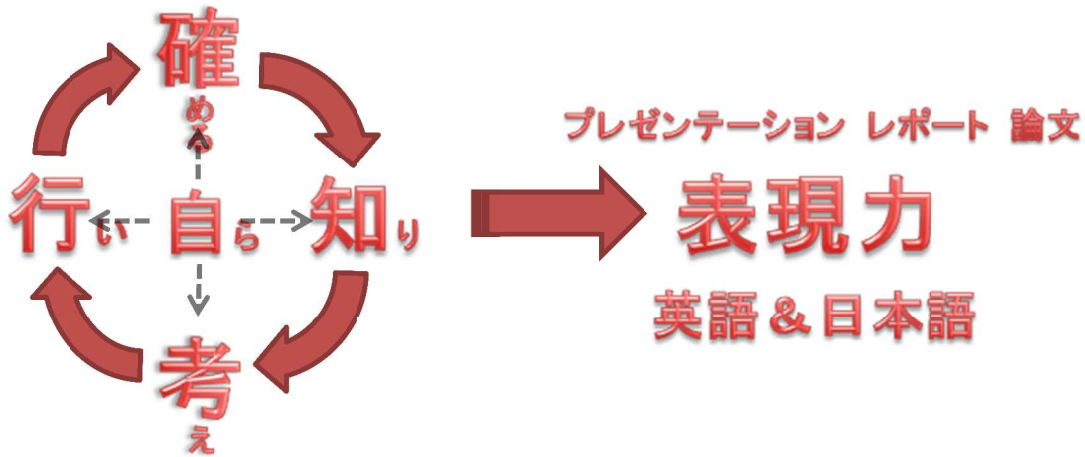 確める
行い 自ら 知り
考え
プレゼンテーション レポート 論文
表現力
英語&日本語